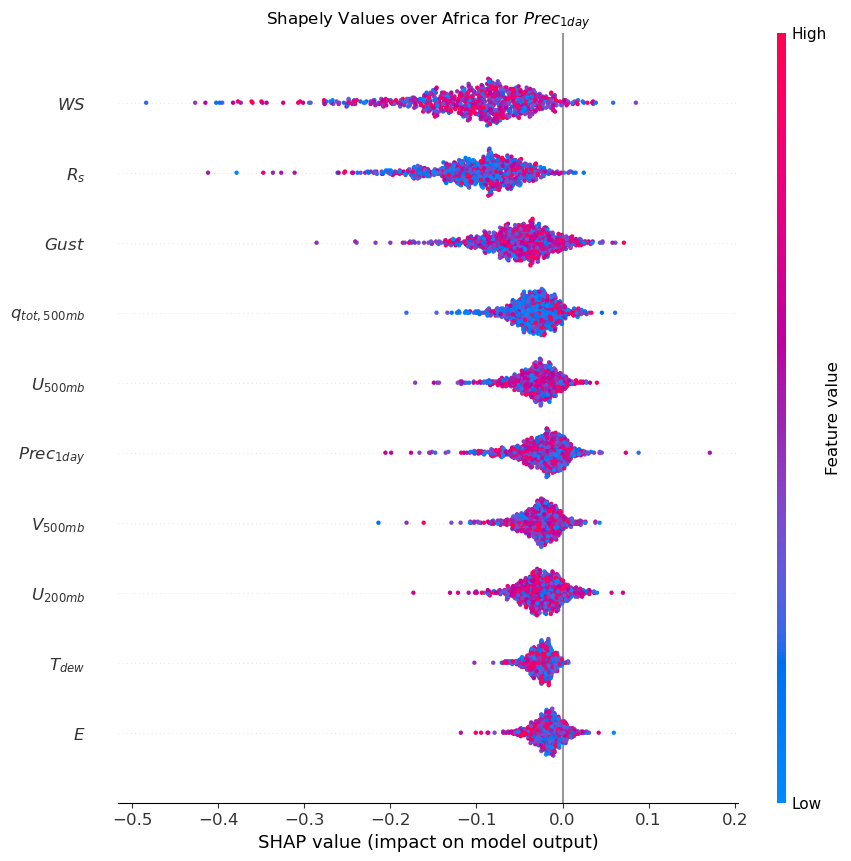 Shapely Values over Africa for Prec1day
High
WS
Rs
Gust
qtot, 500mb
U500mb
Prec1day
V500mb
U200mb
Tdew
E
Feature value
Low
−0.5 −0.4 −0.3 −0.2 −0.1 0.0 0.1 0.2
SHAP value (impact on model output)